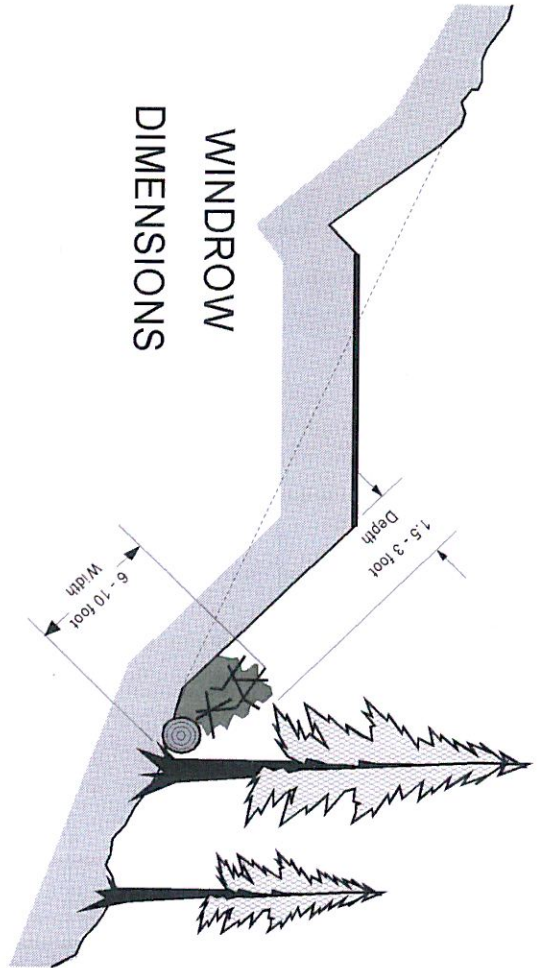 WINDROW
DIMENSIONS
1.5 - 3 foot
Depth
6 - 10 foot
Width